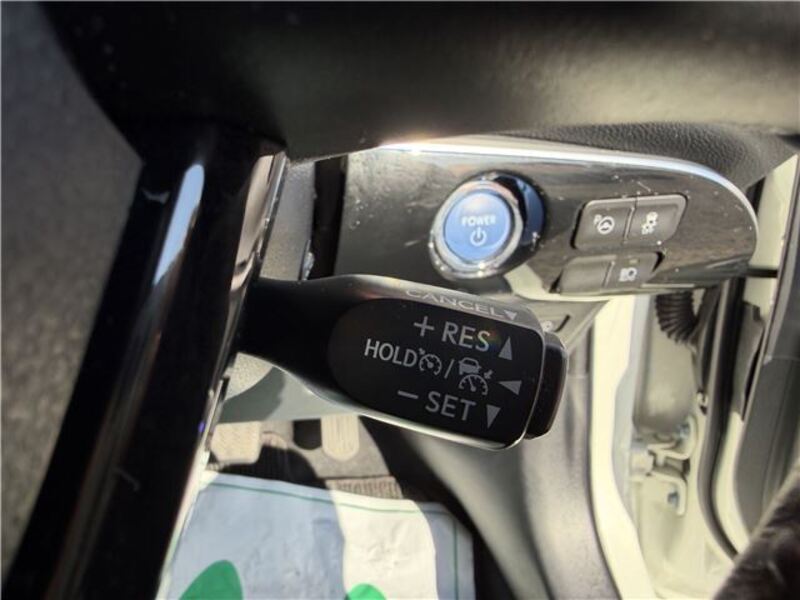 POWER
CANCEL
+ RES
HOLD /
− SET
P